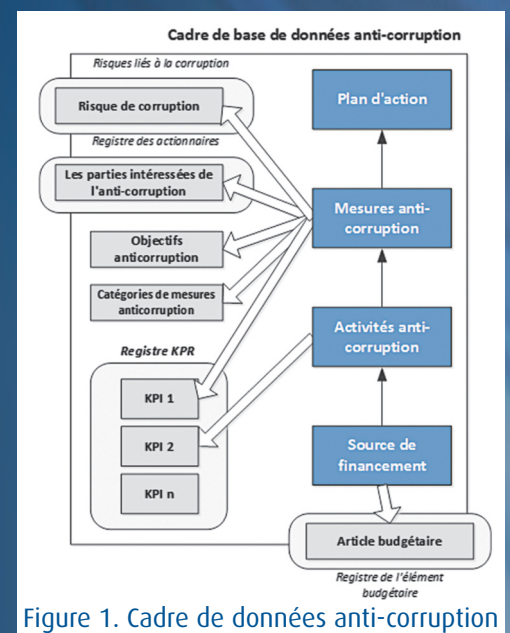 Cadre de base de données anti-corruption
Risques liés à la corruption
Risque de corruption
Registre des actionnaires
Les parties intéressées de
l'anti-corruption
Objectifs
anticorruption
Catégories de mesures
anticorruption
Registre KPR
KPI 1
KPI 2
KPI n
Plan d'action
Mesures anti-
corruption
Activités anti-
corruption
Source de
financement
Article budgétaire
Registre de l'élément
budgétaire
Figure 1. Cadre de données anti-corruption